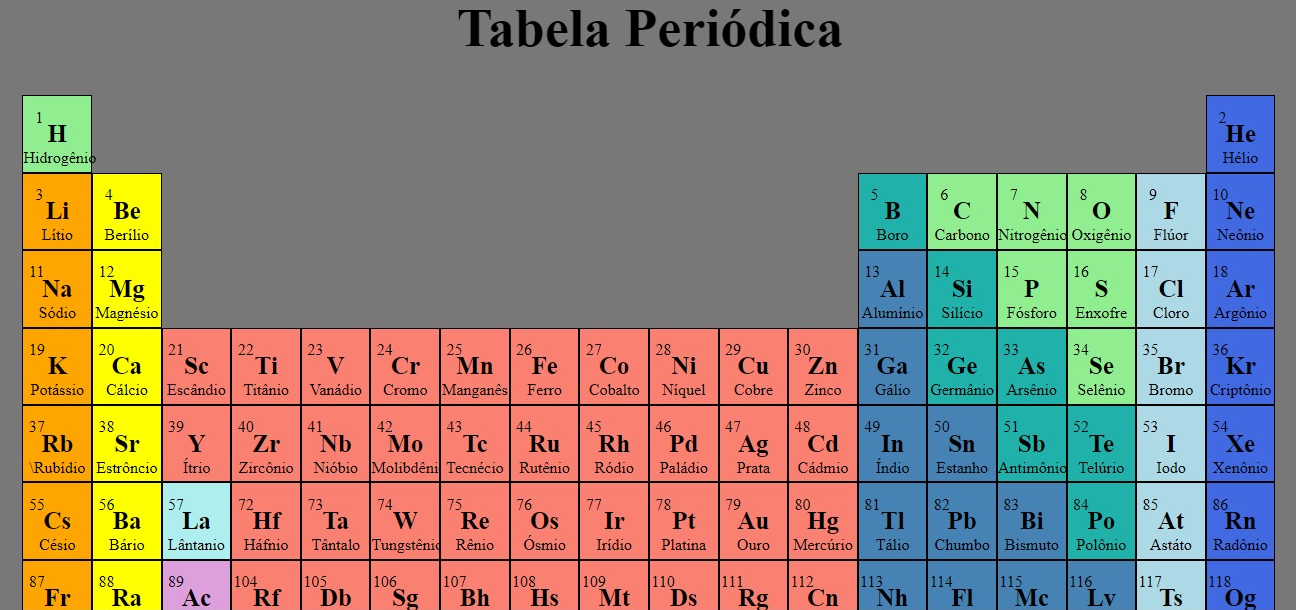 Tabela Periódica
1 2
H He
Hidrogênio Hélio
3 4 5 6 7 8 9 10
Li Be B C N O F Ne
Lítio Berílio Boro Carbono Nitrogênio Oxigênio Flúor Neônio
11 12 13 14 15 16 17 18
Na Mg Al Si P S Cl Ar
Sódio Magnésio Alumínio Silício Fósforo Enxofre Cloro Argônio
19 20 21 22 23 24 25 26 27 28 29 30 31 32 33 34 35 36
K Ca Sc Ti V Cr Mn Fe Co Ni Cu Zn Ga Ge As Se Br Kr
Potássio Cálcio Escândio Titânio Vanádio Cromo Manganês Ferro Cobalto Níquel Cobre Zinco Gálio Germânio Arsênio Selênio Bromo Criptônio
37 38 39 40 41 42 43 44 45 46 47 48 49 50 51 52 53 54
Rb Sr Y Zr Nb Mo Tc Ru Rh Pd Ag Cd In Sn Sb Te I Xe
\Rubídio Estrôncio Ítrio Zircônio Nióbio Molibdêni Tecnécio Rutênio Ródio Paládio Prata Cádmio Índio Estanho Antimônio Telúrio Iodo Xenônio
55 56 57 72 73 74 75 76 77 78 79 80 81 82 83 84 85 86
Cs Ba La Hf Ta W Re Os Ir Pt Au Hg Tl Pb Bi Po At Rn
Césio Bário Lântanio Háfnio Tântalo Tungstênic Rênio Ósmio Irídio Platina Ouro Mercúrio Tálio Chumbo Bismuto Polônio Astáto Radônio
87 88 89 104 105 106 107 108 109 110 111 112 113 114 115 116 117 118
Fr Ra Ac Rf Db Sg Bh Hs Mt Ds Rg Cn Nh Fl Mc Lv Ts Og